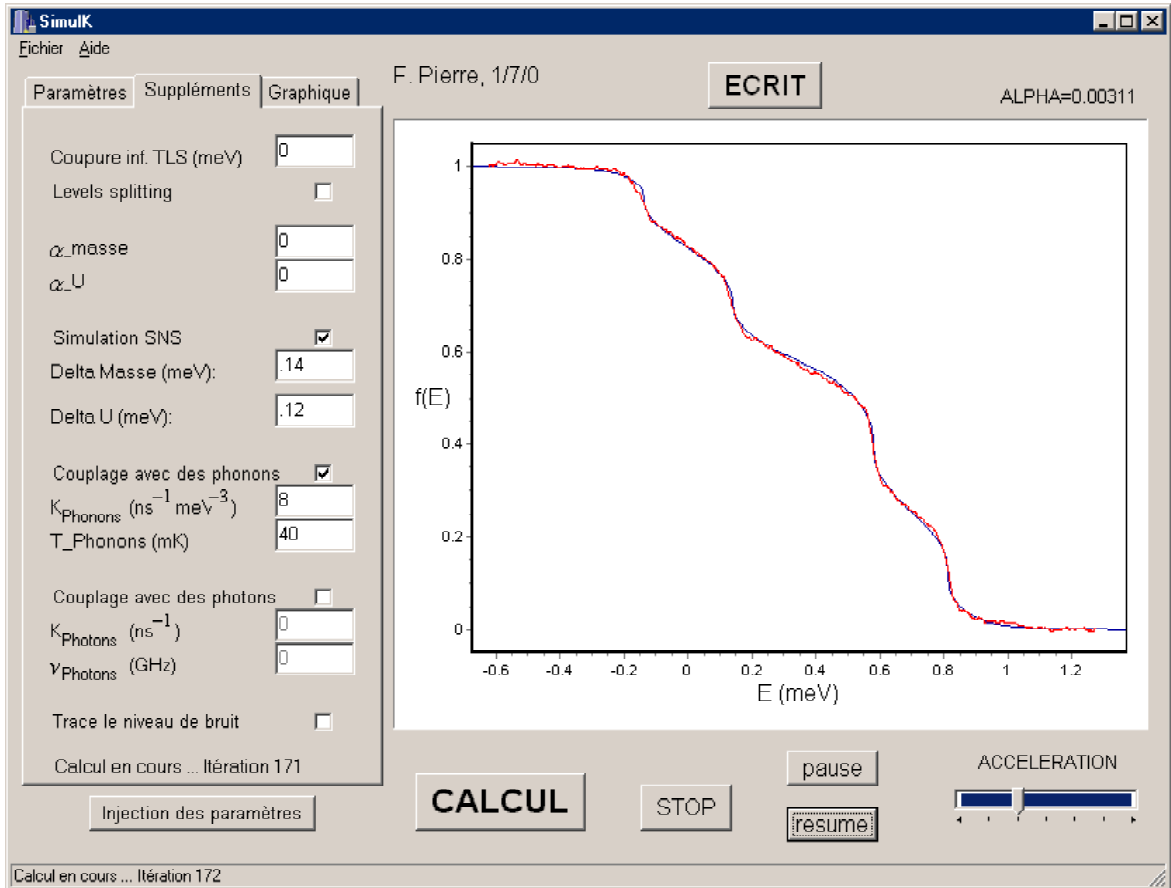 SimulK
Fichier Aide
Paramètres Suppléments Graphique
F. Pierre, 1/7/0
ECRIT
ALPHA=0.00311
Coupure inf. TLS (meV) 0
Levels splitting
α_masse 0
α_U 0
Simulation SNS
Delta Masse (meV): .14
Delta U (meV): .12
Couplage avec des phonons
K_Phonons (ns^-1 meV^-3) 8
T_Phonons (mK) 40
Couplage avec des photons
K_Photons (ns^-1) 0
ν_Photons (GHz) 0
Trace le niveau de bruit
Calcul en cours ... Itération 171
Injection des paramètres
f(E)
1
0.8
0.6
0.4
0.2
0
-0.6 -0.4 -0.2 0 0.2 0.4 0.6 0.8 1 1.2
E (meV)
CALCUL
STOP
pause
resume
ACCELERATION
Calcul en cours ... Itération 172